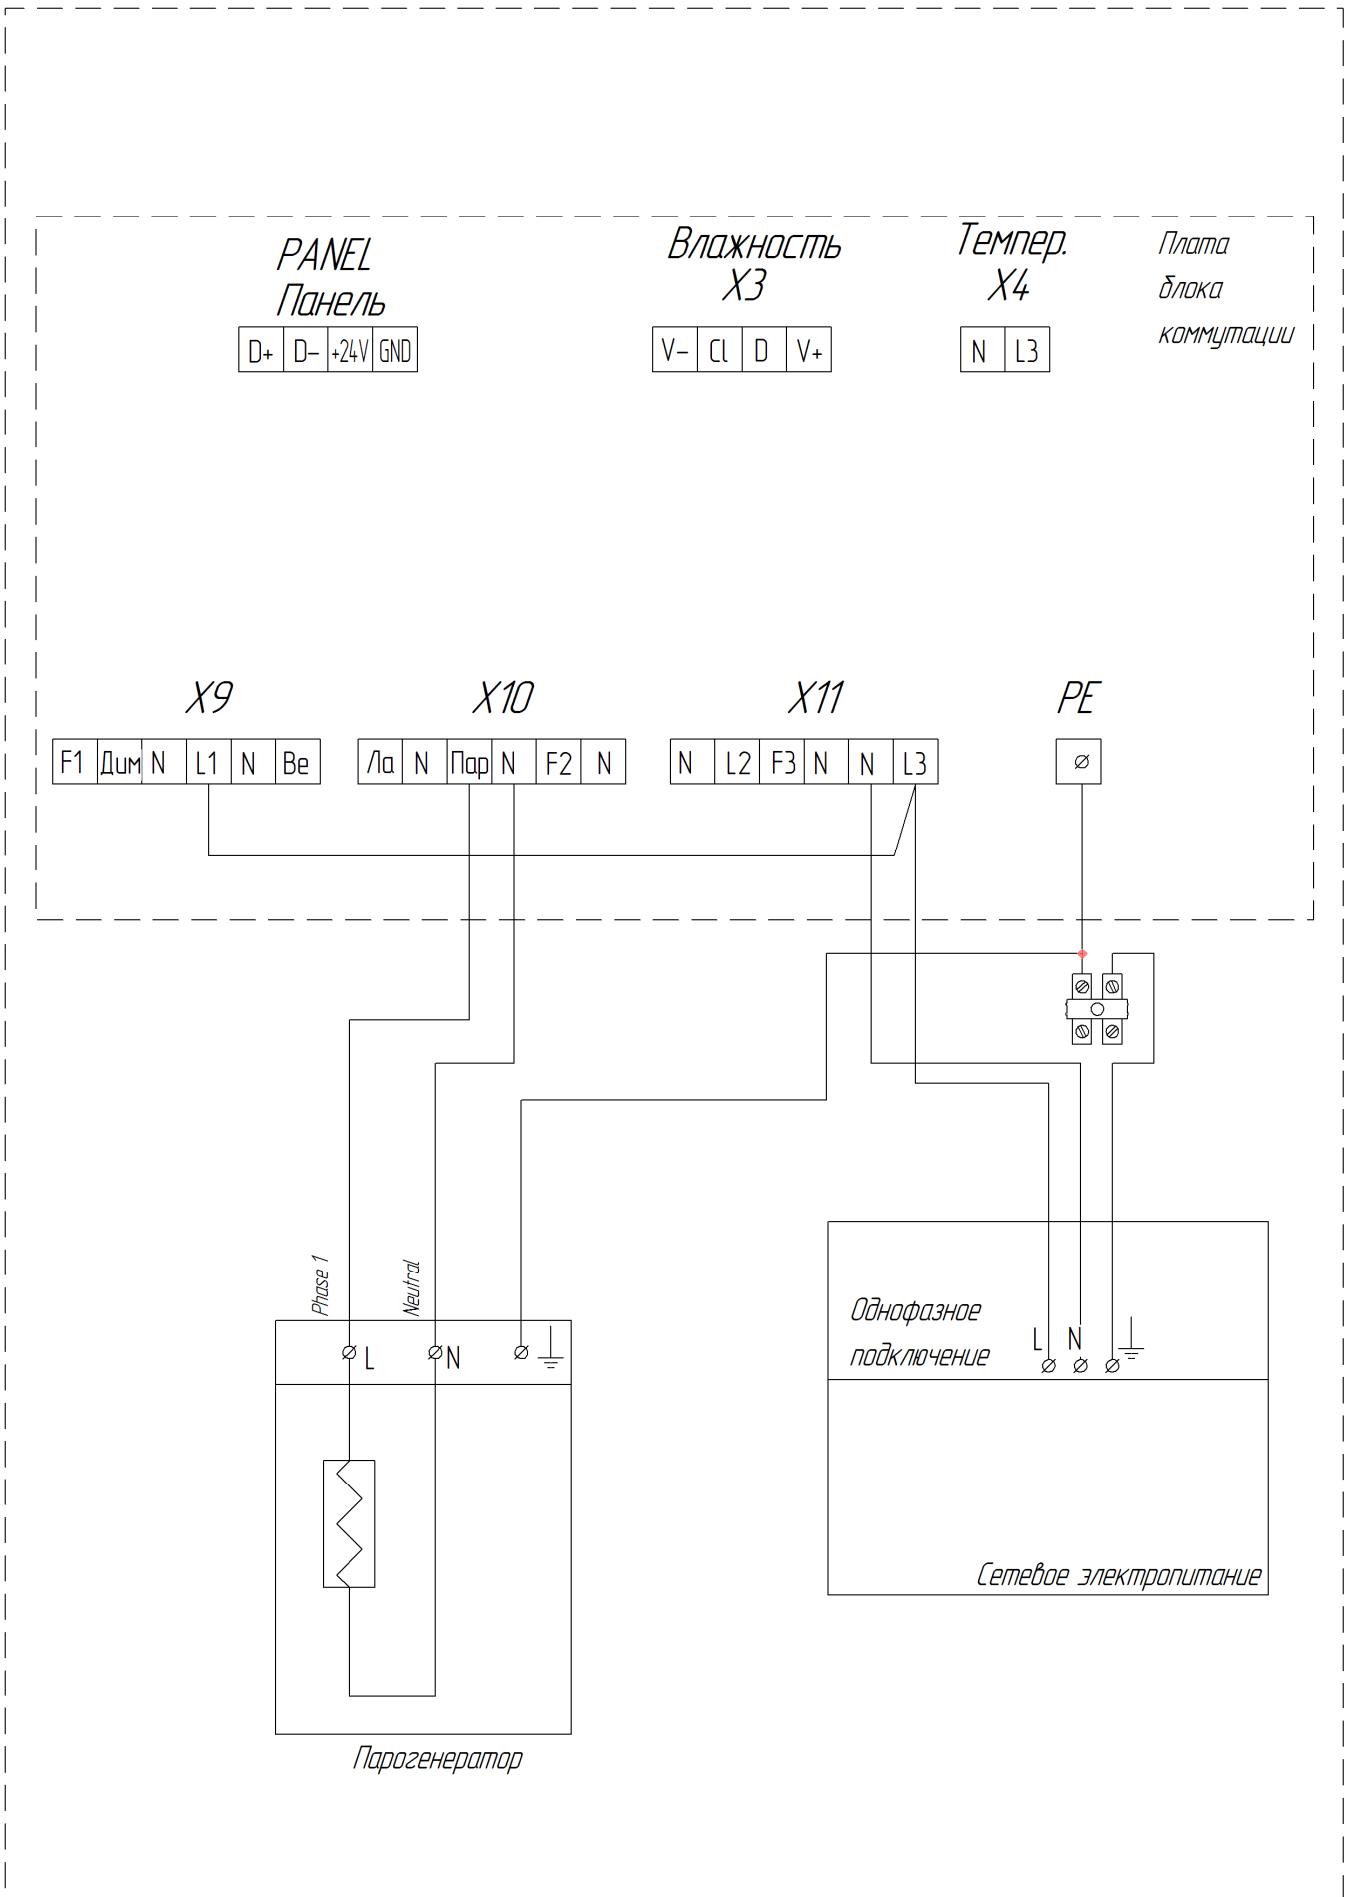 PANEL
Панель
D+ D- +24V GND
Влажность
X3
V- Cl D V+
Темпер.
X4
N L3
Плата
блока
коммутации
X9
F1 Дим N L1 N Ве
X10
Ла N Пар N F2 N
X11
N L2 F3 N N L3
PE
Phase 1
Neutral
L N
Парогенератор
Однофазное
подключение
L N
Сетевое электропитание